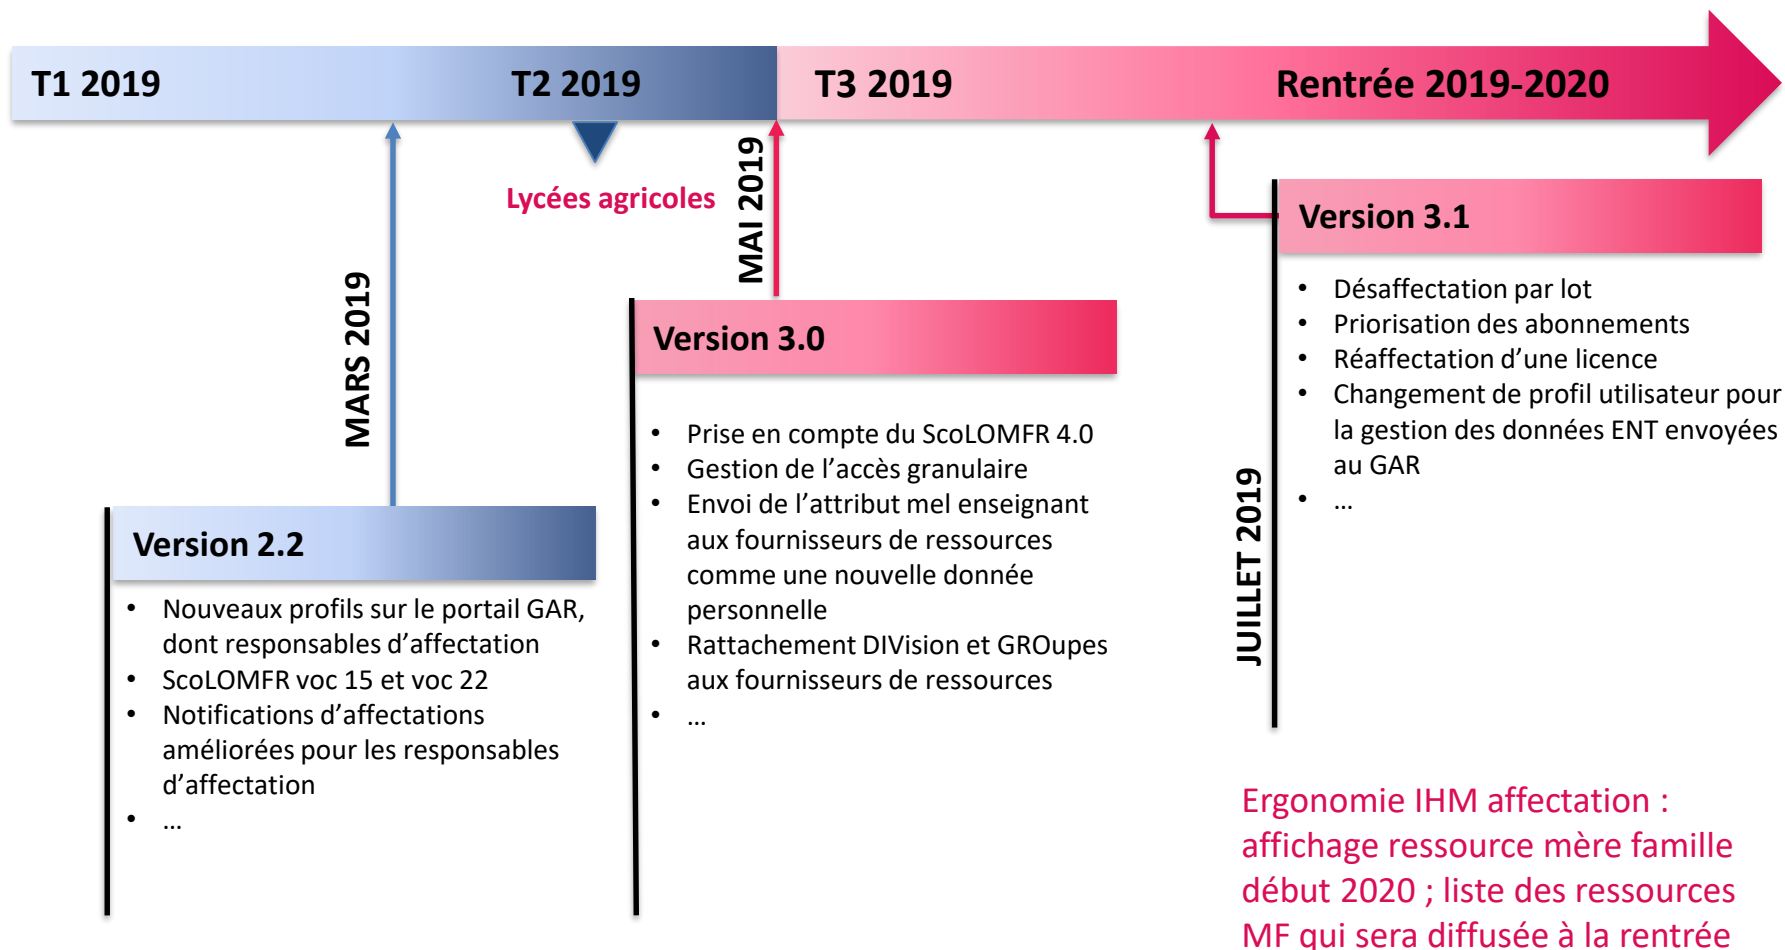 T1 2019
T2 2019
T3 2019
Rentrée 2019-2020
Lycées agricoles
MARS 2019
MAI 2019
JUILLET 2019
Version 2.2
• Nouveaux profils sur le portail GAR,
dont responsables d’affectation
• ScoLOMFR voc 15 et voc 22
• Notifications d’affectations
améliorées pour les responsables
d’affectation
• …
Version 3.0
• Prise en compte du ScoLOMFR 4.0
• Gestion de l’accès granulaire
• Envoi de l’attribut mel enseignant
aux fournisseurs de ressources
comme une nouvelle donnée
personnelle
• Rattachement DIVision et GROupes
aux fournisseurs de ressources
• …
Version 3.1
• Désaffectation par lot
• Priorisation des abonnements
• Réaffectation d’une licence
• Changement de profil utilisateur pour
la gestion des données ENT envoyées
au GAR
• …
Ergonomie IHM affectation :
affichage ressource mère famille
début 2020 ; liste des ressources
MF qui sera diffusée à la rentrée